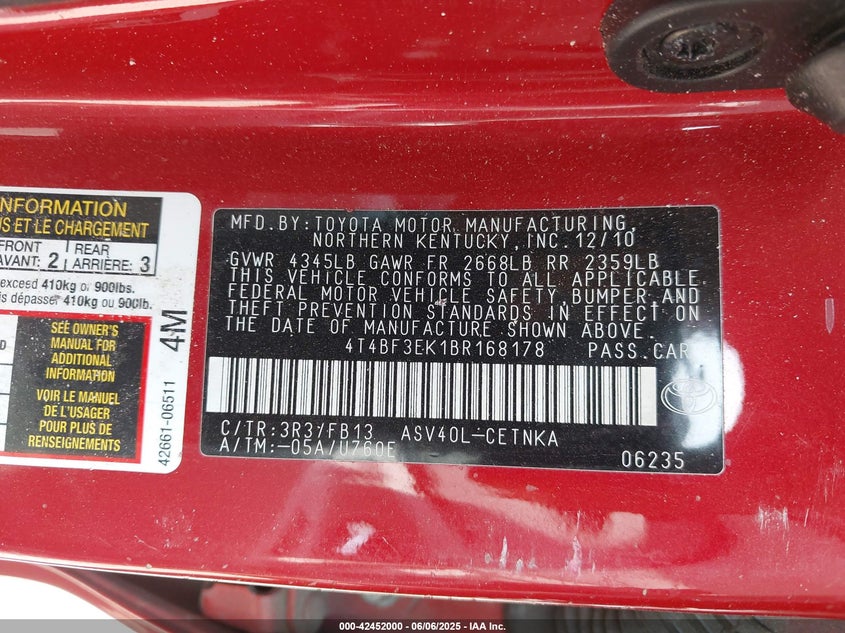 INFORMATION
US ET LE CHARGEMENT
FRONT
AVANT: 2
REAR
ARRIÈRE: 3
exceed 410kg or 900lbs.
is dépasser 410kg ou 900lb.
SEE OWNER'S
MANUAL FOR
ADDITIONAL
INFORMATION
VOIR LE MANUEL
DE L'USAGER
POUR PLUS DE
RENSEIGNEMENTS
4M
42661-06511
MFD.BY: TOYOTA MOTOR MANUFACTURING,
NORTHERN KENTUCKY, INC. 12/10
GVWR 4345LB GAWR FR 2668LB RR 2359LB
THIS VEHICLE CONFORMS TO ALL APPLICABLE
FEDERAL MOTOR VEHICLE SAFETY, BUMPER, AND
THEFT PREVENTION STANDARDS IN EFFECT ON
THE DATE OF MANUFACTURE SHOWN ABOVE.
4T4BF3EK1BR168178 PASS.CAR
C/TR: 3R3/FB13 ASV40L-CETNKA
A/TM:-05A/U760E
06235
000-42452000 - 06/06/2025 - IAA Inc.